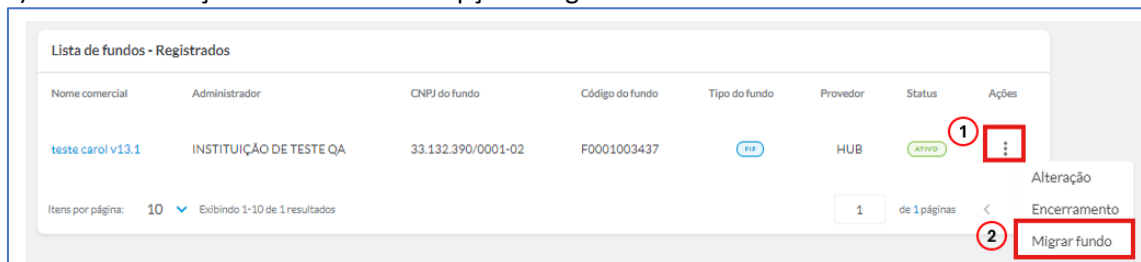 Lista de fundos - Registrados
Nome comercial Administrador CNPJ do fundo Código do fundo Tipo do fundo Provedor Status Ações
1
teste carol v13.1 INSTITUIÇÃO DE TESTE QA 33.132.390/0001-02 F0001003437 FIF HUB ATIVO
Alteração
Itens por página: 10 Exibindo 1-10 de 1 resultados 1 de 1 páginas Encerramento
2 Migrar fundo